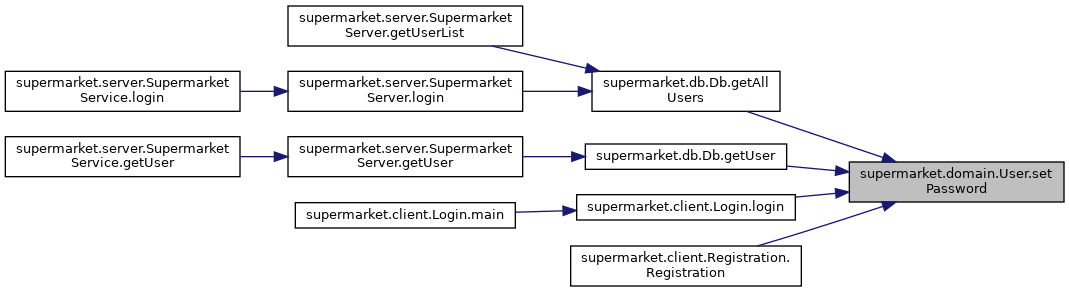 supermarket.server.Supermarket
Server.getUserList
supermarket.server.Supermarket
Service.login
supermarket.server.Supermarket
Server.login
supermarket.db.Db.getAll
Users
supermarket.server.Supermarket
Service.getUser
supermarket.server.Supermarket
Server.getUser
supermarket.db.Db.getUser
supermarket.domain.User.set
Password
supermarket.client.Login.main
supermarket.client.Login.login
supermarket.client.Registration.
Registration